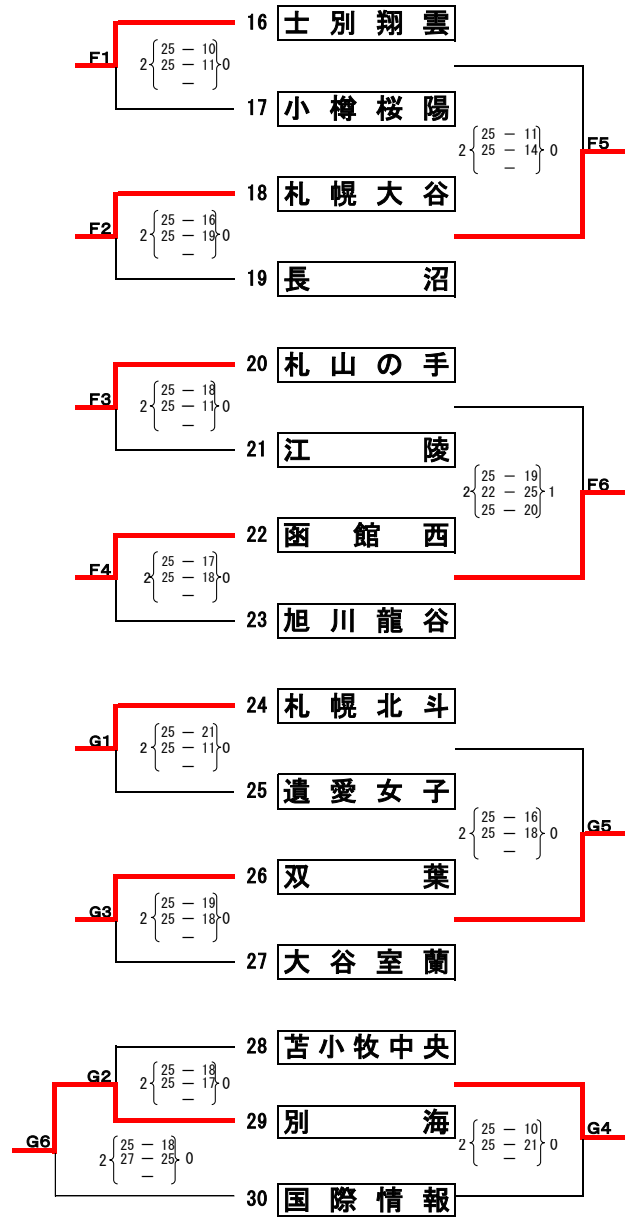 16 士別翔雲
F1
2 25 － 10 0
25 － 11
－
17 小樽桜陽
2 25 － 11 0
25 － 14
－
F5
18 札幌大谷
F2
2 25 － 16 0
25 － 19
－
19 長沼
20 札山の手
F3
2 25 － 18 0
25 － 11
－
21 江陵
2 25 － 19 1
22 － 25
25 － 20
F6
22 函館西
F4
2 25 － 17 0
25 － 18
－
23 旭川龍谷
24 札幌北斗
G1
2 25 － 21 0
25 － 11
－
25 遺愛女子
2 25 － 16 0
25 － 18
－
G5
26 双葉
G3
2 25 － 19 0
25 － 18
－
27 大谷室蘭
28 苫小牧中央
G2
2 25 － 18 0
25 － 17
－
29 別海
2 25 － 10 0
25 － 21
－
G4
G6
2 25 － 18 0
27 － 25
－
30 国際情報